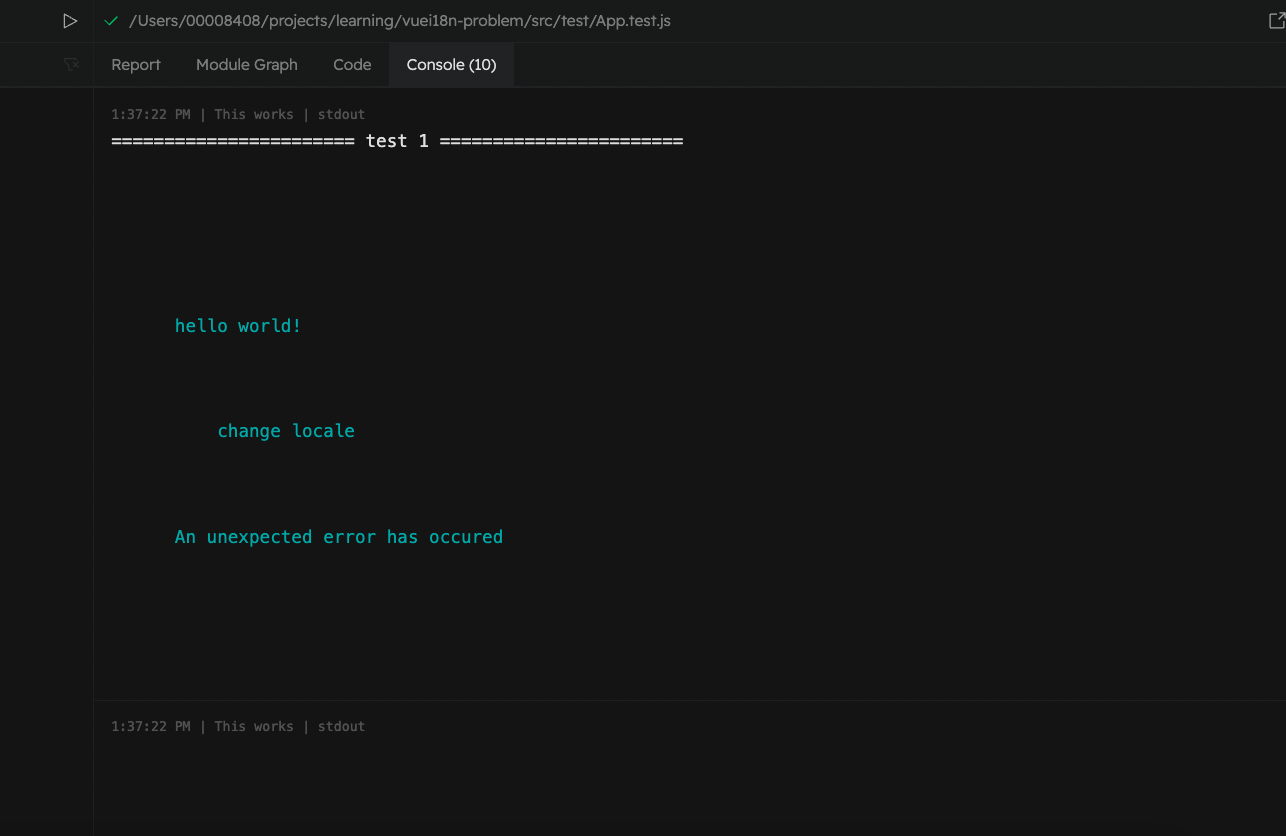 /Users/00008408/projects/learning/vuei18n-problem/src/test/App.test.js
Report Module Graph Code Console (10)
1:37:22 PM | This works | stdout
======================= test 1 =======================
hello world!
change locale
An unexpected error has occured
1:37:22 PM | This works | stdout